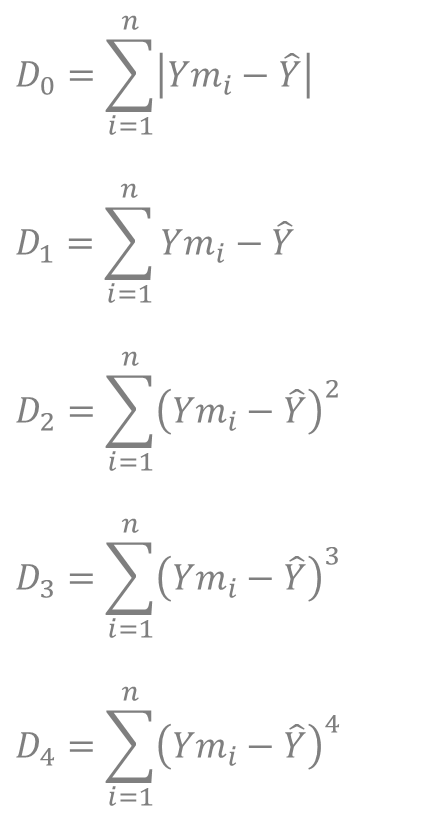 D₀ = ∑ᵢ₌₁ⁿ |Ymᵢ − Ŷ|
D₁ = ∑ᵢ₌₁ⁿ Ymᵢ − Ŷ
D₂ = ∑ᵢ₌₁ⁿ (Ymᵢ − Ŷ)²
D₃ = ∑ᵢ₌₁ⁿ (Ymᵢ − Ŷ)³
D₄ = ∑ᵢ₌₁ⁿ (Ymᵢ − Ŷ)⁴